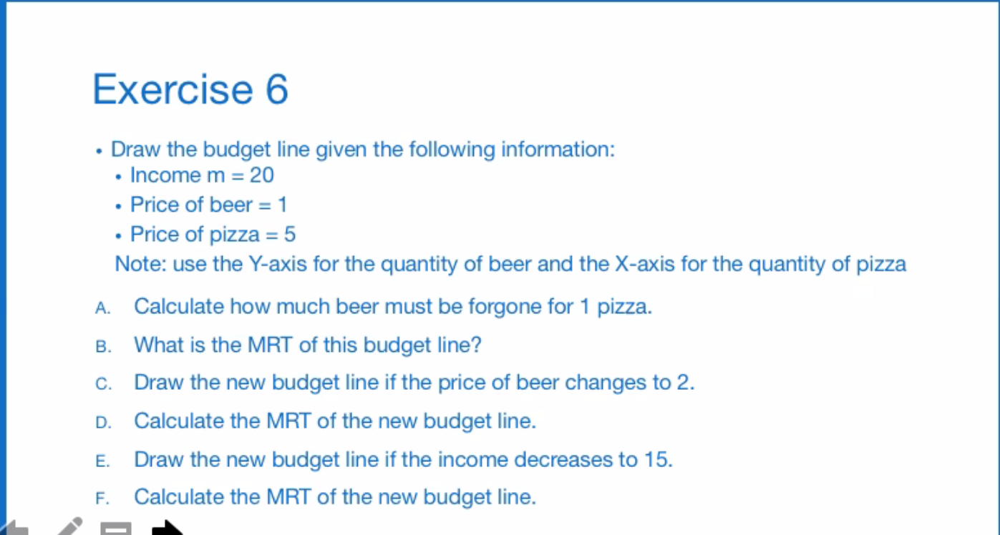 Exercise 6
• Draw the budget line given the following information:
• Income m = 20
• Price of beer = 1
• Price of pizza = 5
Note: use the Y-axis for the quantity of beer and the X-axis for the quantity of pizza
A. Calculate how much beer must be forgone for 1 pizza.
B. What is the MRT of this budget line?
C. Draw the new budget line if the price of beer changes to 2.
D. Calculate the MRT of the new budget line.
E. Draw the new budget line if the income decreases to 15.
F. Calculate the MRT of the new budget line.